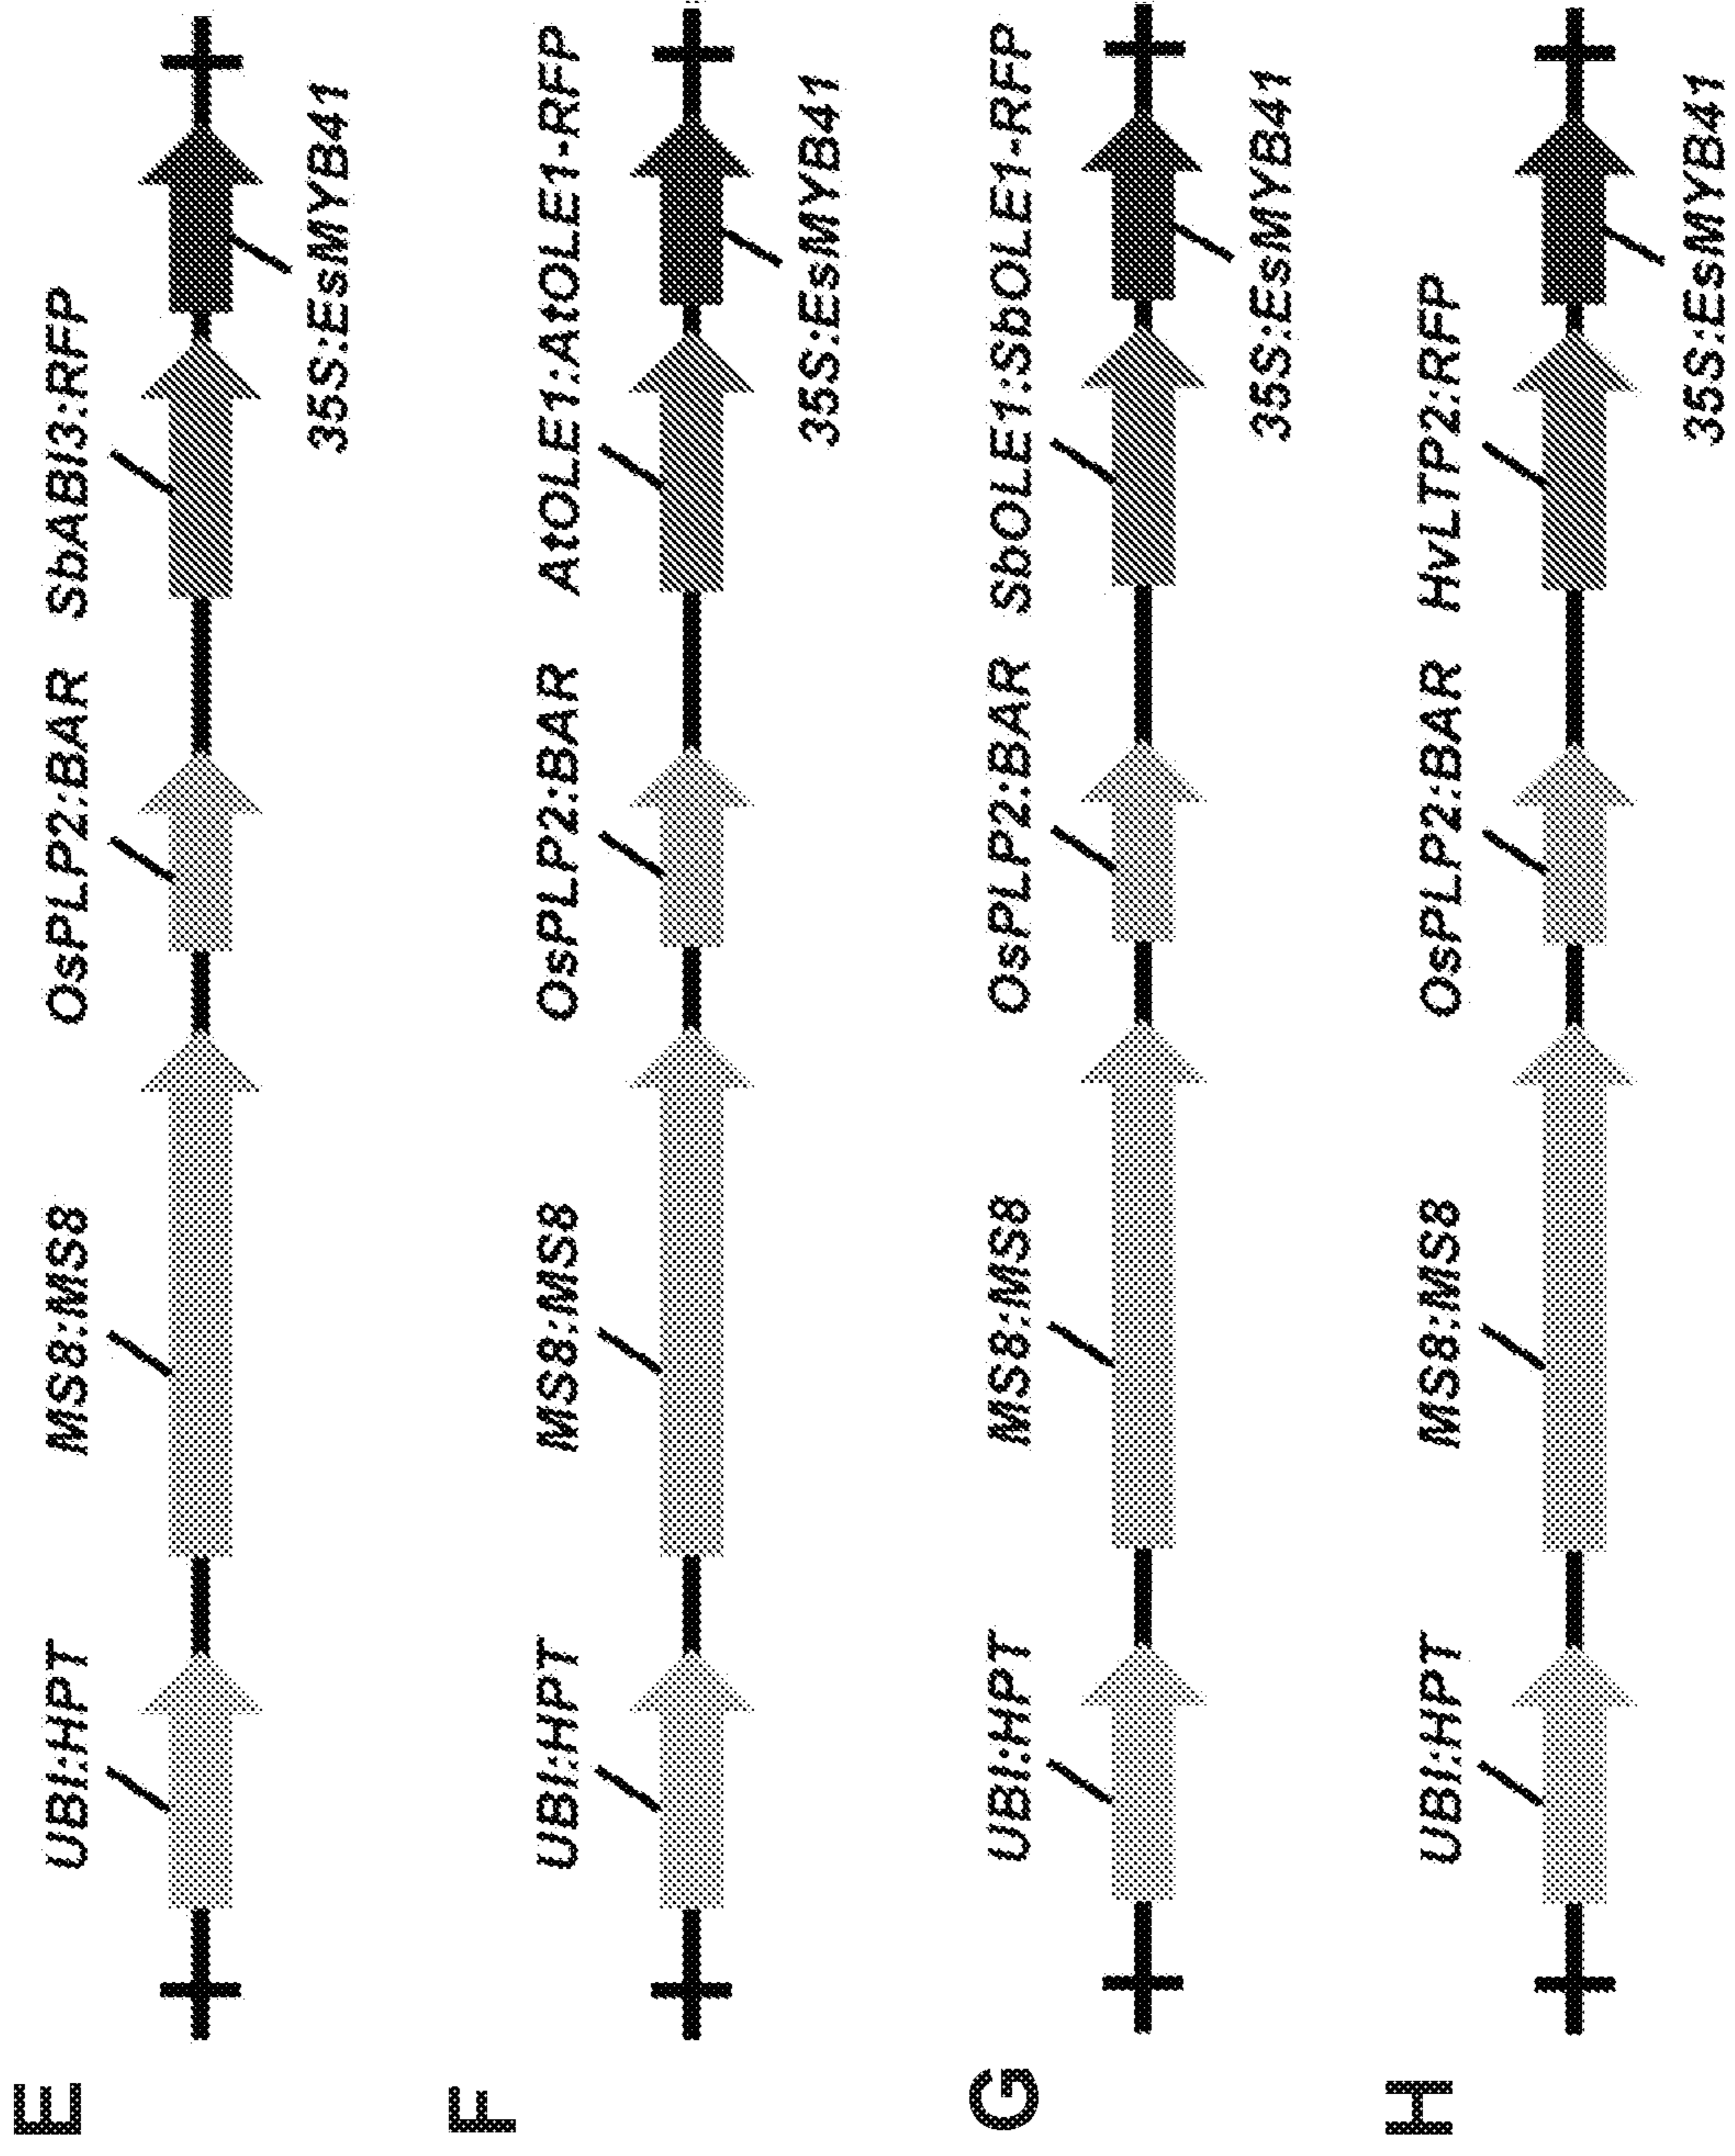 E
UBI:HPT MS8:MS8 OsPLP2:BAR SbABI3:RFP
35S:EsMYB41
F
UBI:HPT MS8:MS8 OsPLP2:BAR AtOLE1:AtOLE1-RFP
35S:EsMYB41
G
UBI:HPT MS8:MS8 OsPLP2:BAR SbOLE1:SbOLE1-RFP
35S:EsMYB41
H
UBI:HPT MS8:MS8 OsPLP2:BAR HvLTP2:RFP
35S:EsMYB41